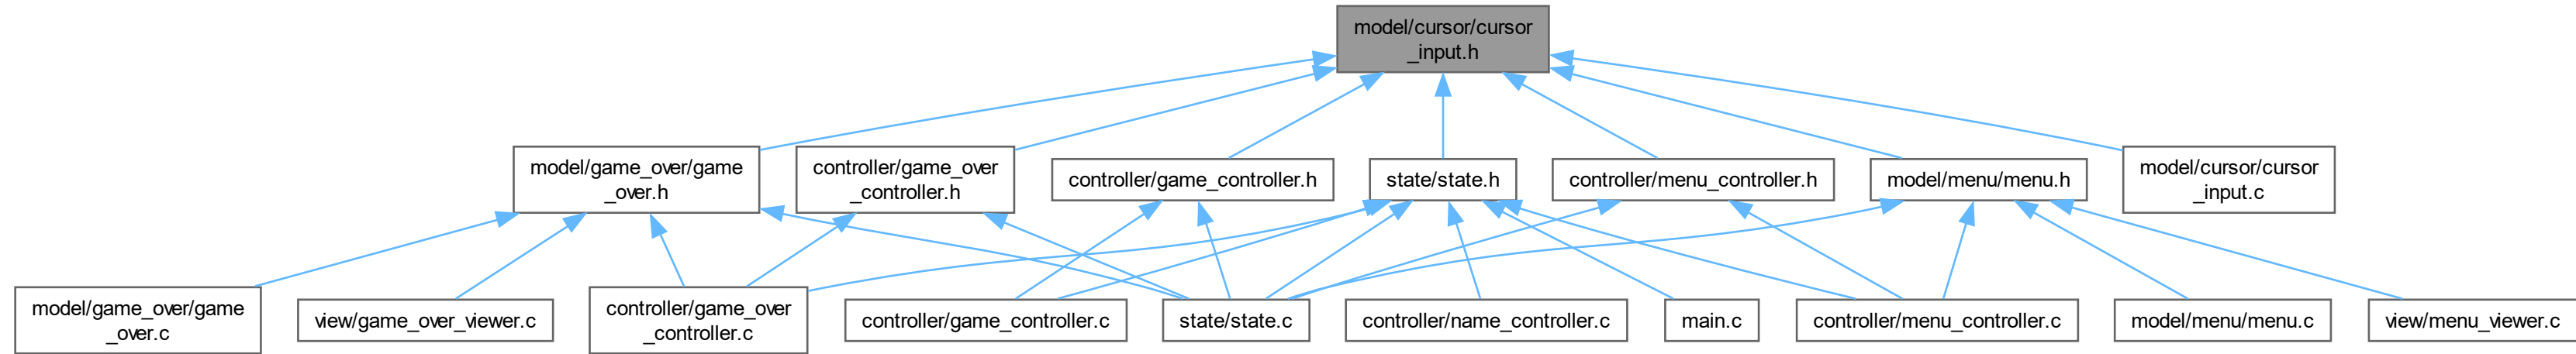 model/cursor/cursor
_input.h
model/game_over/game
_over.h
controller/game_over
_controller.h
controller/game_controller.h
state/state.h
controller/menu_controller.h
model/menu/menu.h
model/cursor/cursor
_input.c
model/game_over/game
_over.c
view/game_over_viewer.c
controller/game_over
_controller.c
controller/game_controller.c
state/state.c
controller/name_controller.c
main.c
controller/menu_controller.c
model/menu/menu.c
view/menu_viewer.c